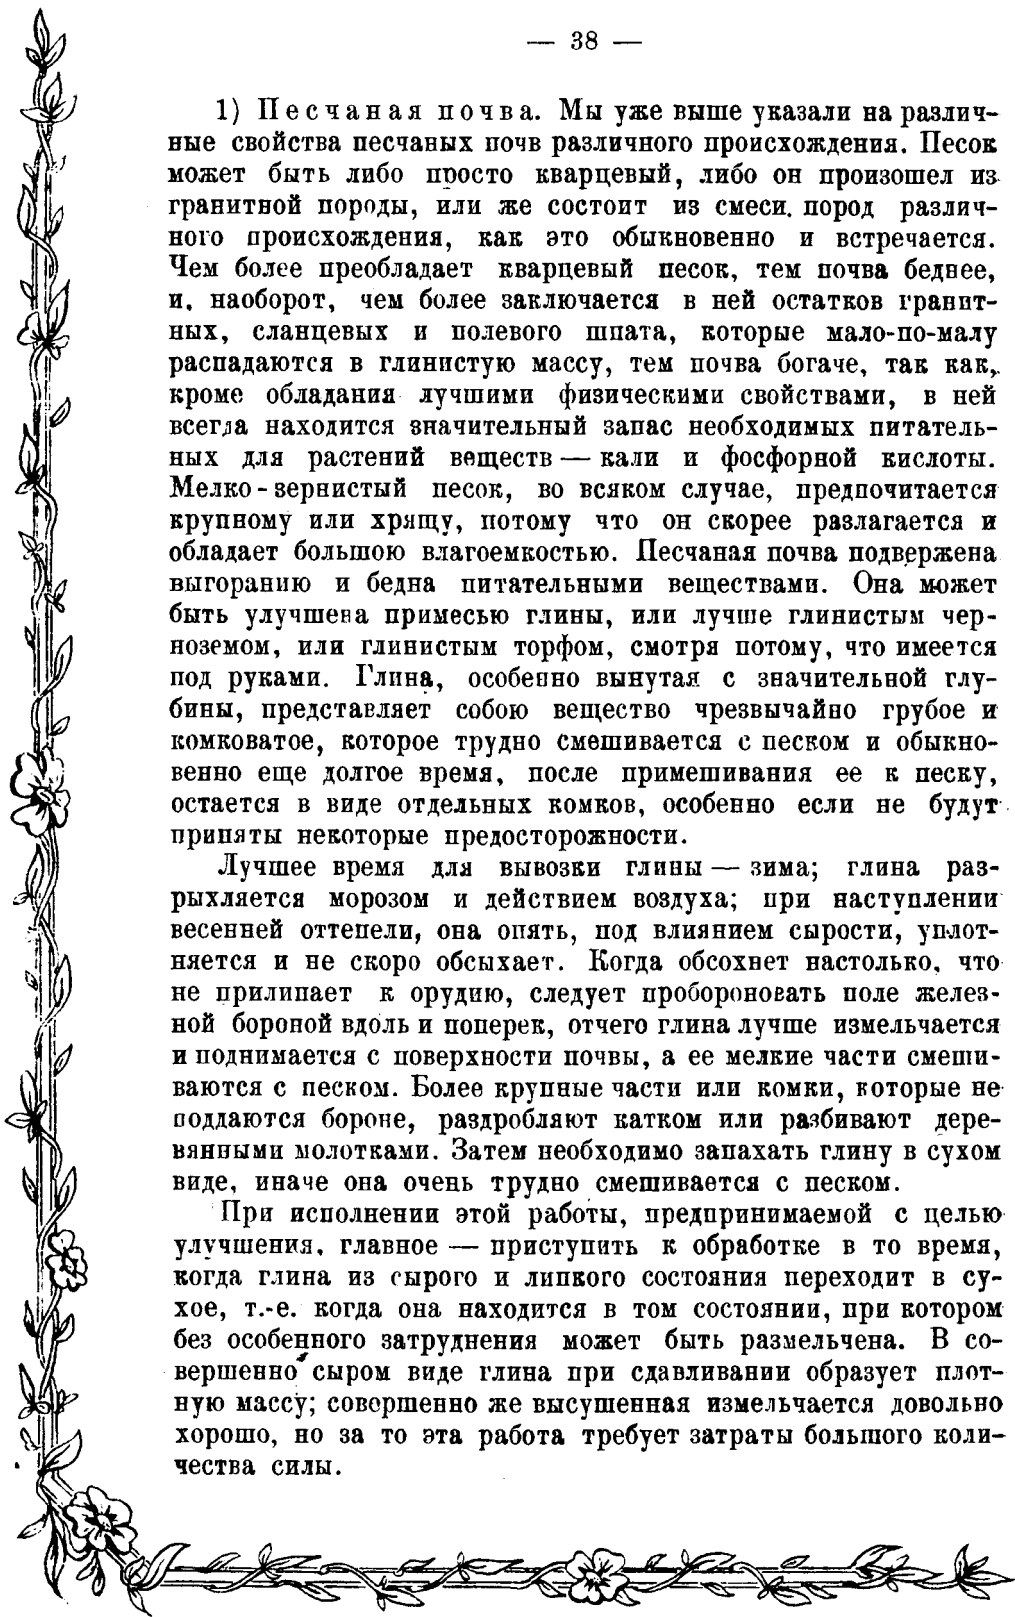 — 38 —
1) Песчаная почва. Мы уже выше указали на различ-
ные свойства песчаных почв различного происхождения. Песок
может быть либо просто кварцевый, либо он произошел из
гранитной породы, или же состоит из смеси. пород различ-
ного происхождения, как это обыкновенно и встречается.
Чем более преобладает кварцевый песок, тем почва беднее,
и, наоборот, чем более заключается в ней остатков гранит-
ных, сланцевых и полевого шпата, которые мало-по-малу
распадаются в глинистую массу, тем почва богаче, так как,
кроме обладания лучшими физическими свойствами, в ней
всегда находится значительный запас необходимых питатель-
ных для растений веществ — кали и фосфорной кислоты.
Мелко-зернистый песок, во всяком случае, предпочитается
крупному или хрящу, потому что он скорее разлагается и
обладает большою влагоемкостью. Песчаная почва подвержена
выгоранию и бедна питательными веществами. Она может
быть улучшена примесью глины, или лучше глинистым чер-
ноземом, или глинистым торфом, смотря потому, что имеется
под руками. Глина, особенно вынутая с значительной глу-
бины, представляет собою вещество чрезвычайно грубое и
комковатое, которое трудно смешивается с песком и обыкно-
венно еще долгое время, после примешивания ее к песку,
остается в виде отдельных комков, особенно если не будут
приняты некоторые предосторожности.
Лучшее время для вывозки глины — зима; глина раз-
рыхляется морозом и действием воздуха; при наступлении
весенней оттепели, она опять, под влиянием сырости, уплот-
няется и не скоро обсыхает. Когда обсохнет настолько, что
не прилипает к орудию, следует пробороновать поле желез-
ной бороной вдоль и поперек, отчего глина лучше измельчается
и поднимается с поверхности почвы, а ее мелкие части смеши-
ваются с песком. Более крупные части или комки, которые не
поддаются бороне, раздробляют катком или разбивают дере-
вянными молотками. Затем необходимо запахать глину в сухом
виде, иначе она очень трудно смешивается с песком.
При исполнении этой работы, предпринимаемой с целью
улучшения, главное — приступить к обработке в то время,
когда глина из сырого и липкого состояния переходит в су-
хое, т.-е. когда она находится в том состоянии, при котором
без особенного затруднения может быть размельчена. В со-
вершенно сыром виде глина при сдавливании образует плот-
ную массу; совершенно же высушенная измельчается довольно
хорошо, но за то эта работа требует затраты большого коли-
чества силы.